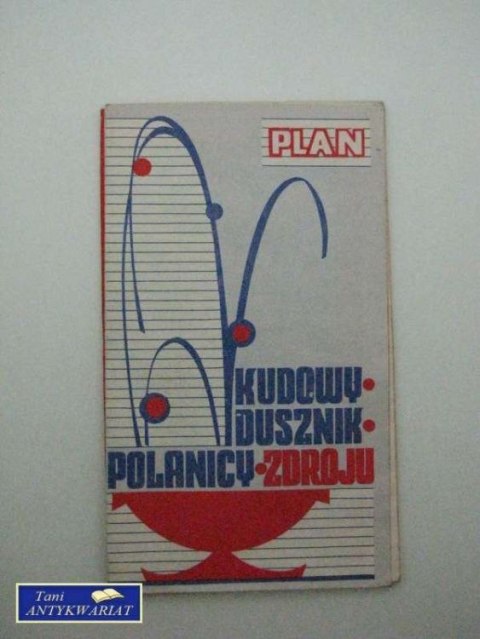 PLAN
KUDOWY•
DUSZNIK•
POLANICY•ZDROJU
Tani
ANTYKWARIAT